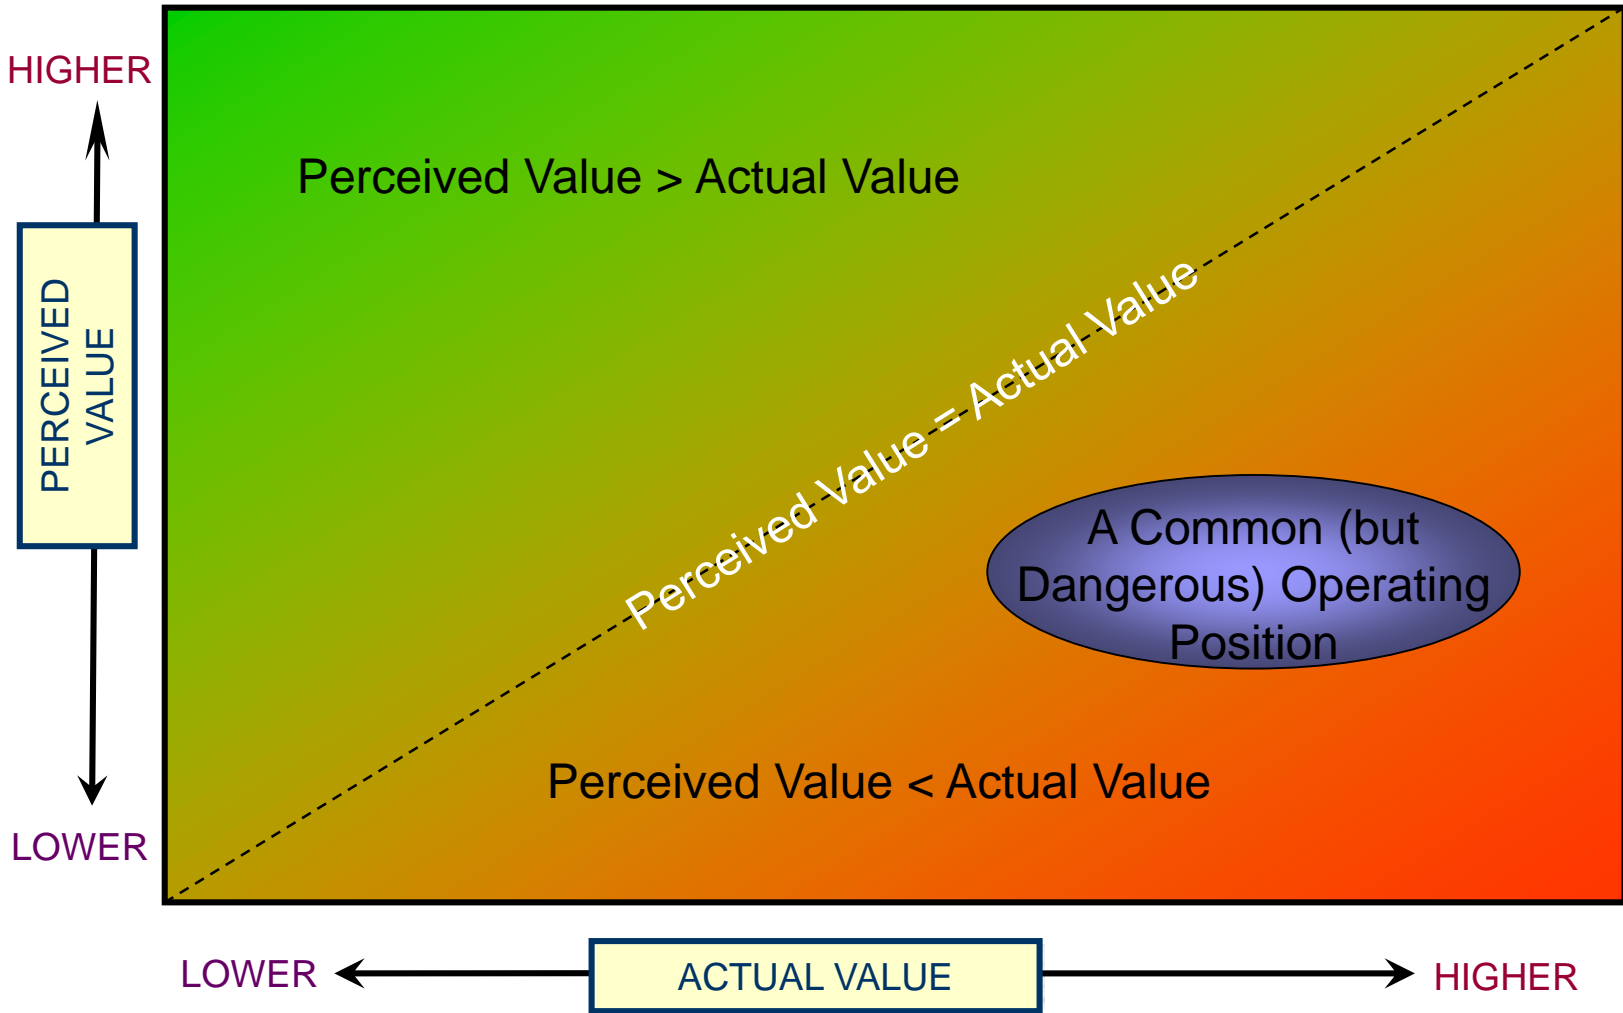 HIGHER
Perceived Value > Actual Value
PERCEIVED
VALUE
Perceived Value = Actual Value
A Common (but
Dangerous) Operating
Position
Perceived Value < Actual Value
LOWER
LOWER
ACTUAL VALUE
HIGHER